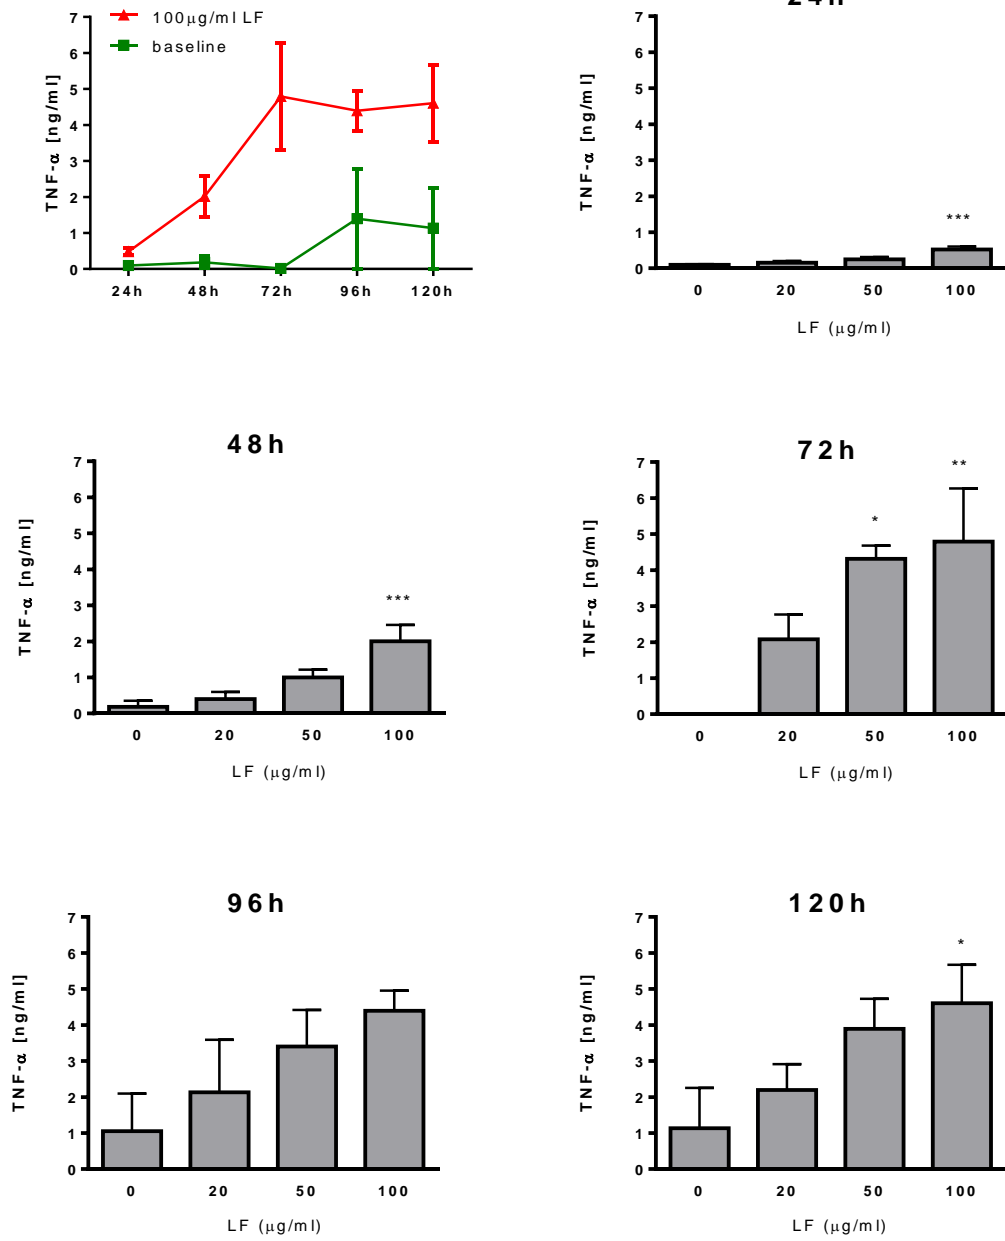 100μg/ml LF
baseline
TNF-α [ng/ml]
7
6
5
4
3
2
1
0
24h 48h 72h 96h 120h
24h
TNF-α [ng/ml]
7
6
5
4
3
2
1
0
***
0 20 50 100
LF (μg/ml)
48h
TNF-α [ng/ml]
7
6
5
4
3
2
1
0
***
0 20 50 100
LF (μg/ml)
72h
TNF-α [ng/ml]
7
6
5
4
3
2
1
0
* **
0 20 50 100
LF (μg/ml)
96h
TNF-α [ng/ml]
7
6
5
4
3
2
1
0
0 20 50 100
LF (μg/ml)
120h
TNF-α [ng/ml]
7
6
5
4
3
2
1
0
*
0 20 50 100
LF (μg/ml)